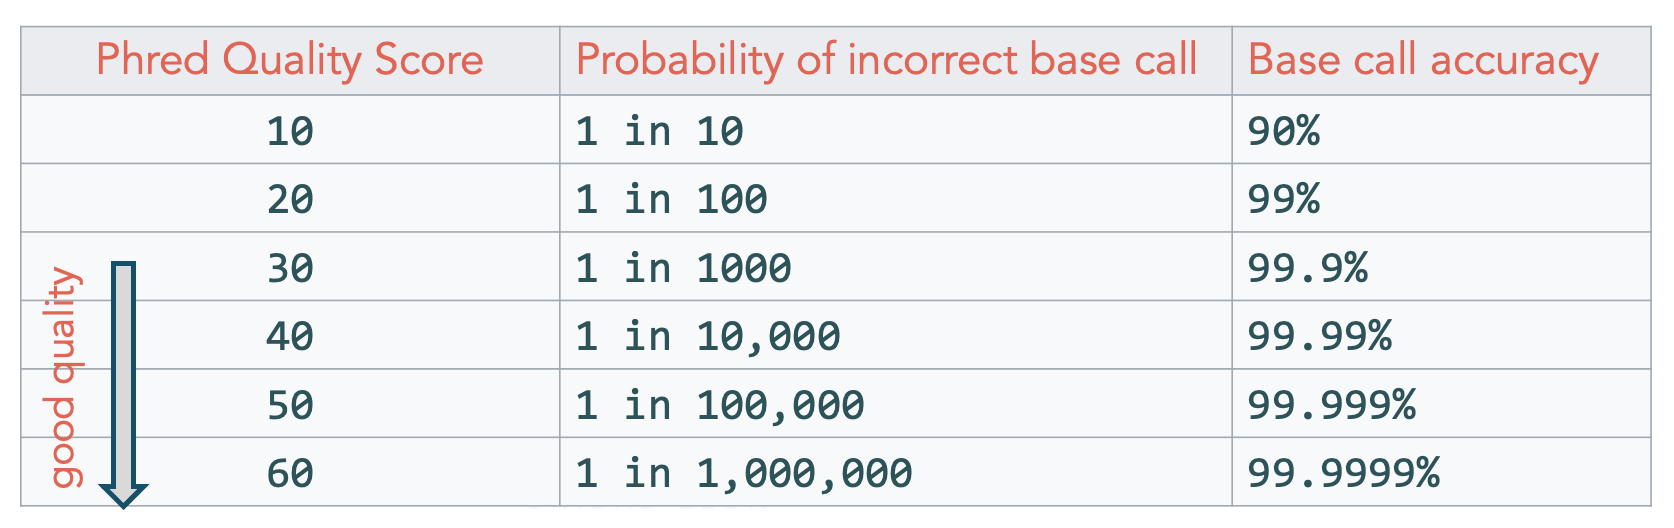 Phred Quality Score Probability of incorrect base call Base call accuracy
10 1 in 10 90%
20 1 in 100 99%
30 1 in 1000 99.9%
40 1 in 10,000 99.99%
50 1 in 100,000 99.999%
60 1 in 1,000,000 99.9999%
good quality